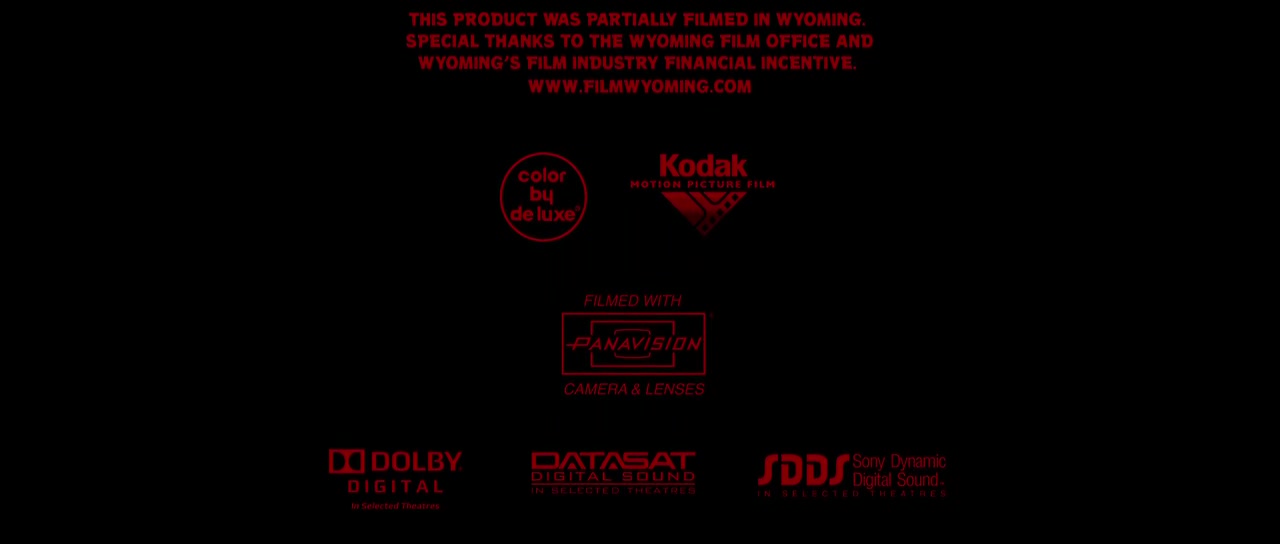 THIS PRODUCT WAS PARTIALLY FILMED IN WYOMING.
SPECIAL THANKS TO THE WYOMING FILM OFFICE AND
WYOMING'S FILM INDUSTRY FINANCIAL INCENTIVE.
WWW.FILMWYOMING.COM
color
by
de luxe®
Kodak
MOTION PICTURE FILM
FILMED WITH
PANAVISION
CAMERA & LENSES
DOLBY
DIGITAL
In Selected Theatres
DATASAT
DIGITAL SOUND
IN SELECTED THEATRES
SDDS Sony Dynamic
Digital Sound.
IN SELECTED THEATRES